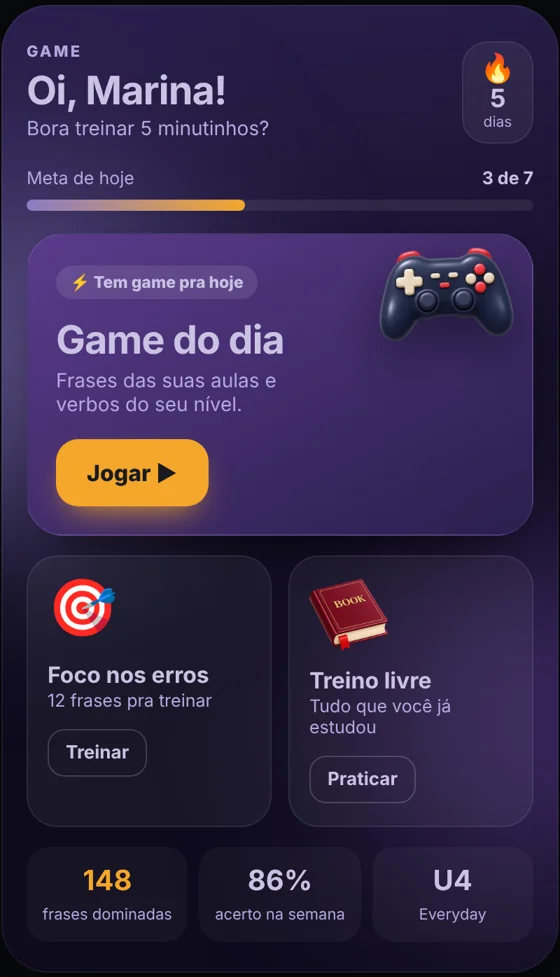 GAME
Oi, Marina!
Bora treinar 5 minutinhos?
🔥
5
dias
Meta de hoje
3 de 7
⚡ Tem game pra hoje
Game do dia
Frases das suas aulas e
verbos do seu nível.
Jogar ▶
Foco nos erros
12 frases pra treinar
Treinar
BOOK
Treino livre
Tudo que você já
estudou
Praticar
148
frases dominadas
86%
acerto na semana
U4
Everyday